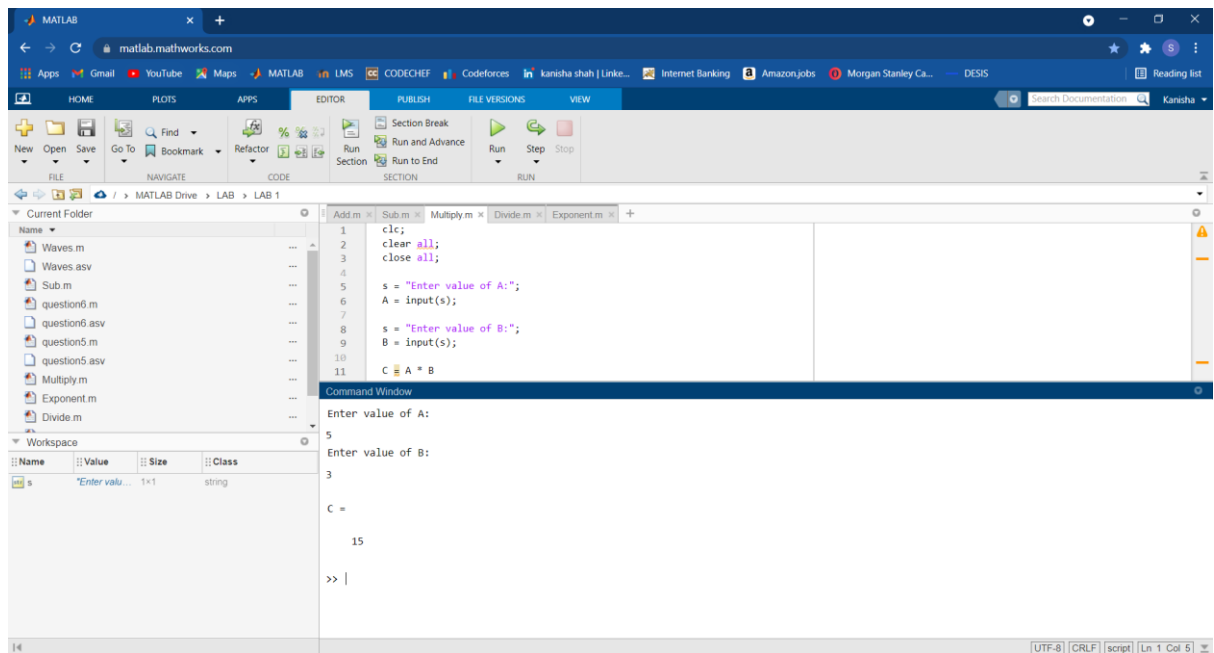 MATLAB
matlab.mathworks.com
Apps Gmail YouTube Maps MATLAB LMS CODECHEF Codeforces kanisha shah | Linke... Internet Banking Amazon.jobs Morgan Stanley Ca... DESIS Reading list
HOME PLOTS APPS EDITOR PUBLISH FILE VERSIONS VIEW Search Documentation Kanisha
New Open Save Go To Find Bookmark Refactor Run Section Section Break Run and Advance Run to End Run Step Stop
FILE NAVIGATE CODE SECTION RUN
/ > MATLAB Drive > LAB > LAB 1
Current Folder
Name
Waves.m
Waves.asv
Sub.m
question6.m
question6.asv
question5.m
question5.asv
Multiply.m
Exponent.m
Divide.m
Workspace
Name Value Size Class
s "Enter valu... 1×1 string
Add.m Sub.m Multiply.m Divide.m Exponent.m
1 clc;
2 clear all;
3 close all;
4
5 s = "Enter value of A:";
6 A = input(s);
7
8 s = "Enter value of B:";
9 B = input(s);
10
11 C = A * B
Command Window
Enter value of A:
5
Enter value of B:
3
C =
15
>>
UTF-8 CRLF script Ln 1 Col 5